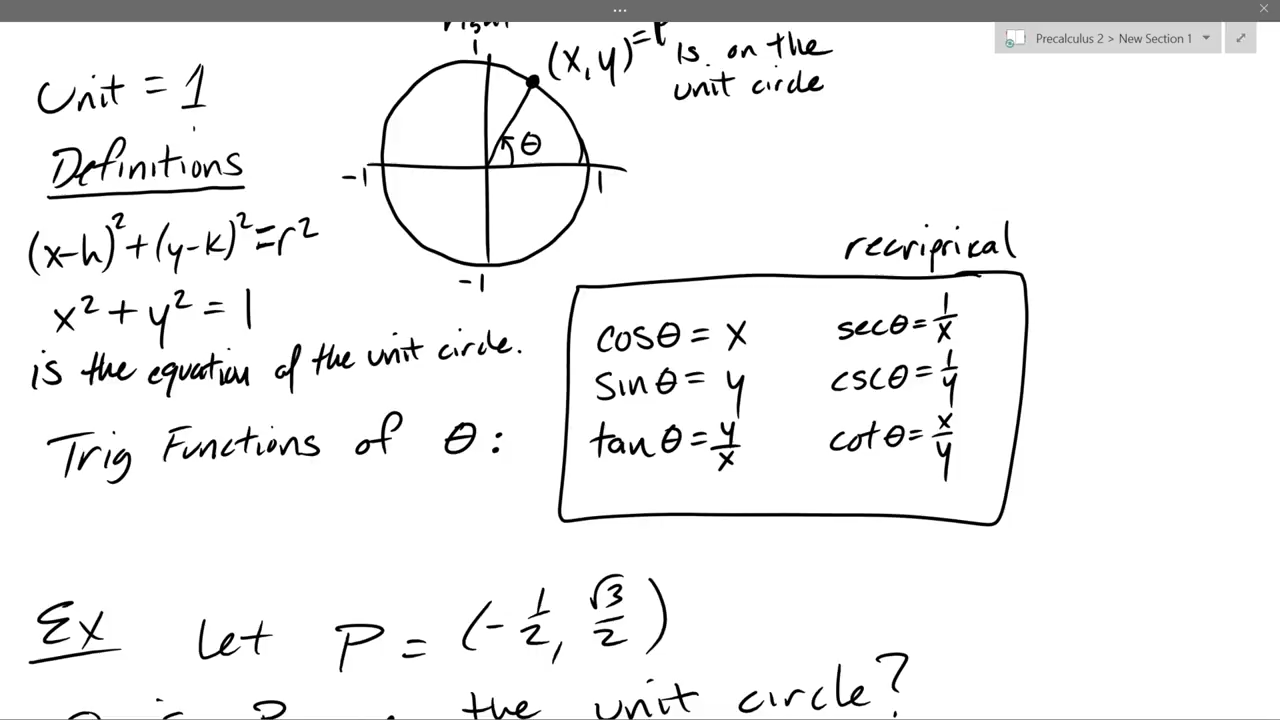 ...
Precalculus 2 > New Section 1
1
(x, y) = P is on the
unit circle
Unit = 1
θ
-1
1
-1
Definitions
(x-h)² + (y-k)² = r²
x² + y² = 1
is the equation of the unit circle.
recriprical
cosθ = x secθ = 1/x
sinθ = y cscθ = 1/y
tanθ = y/x cotθ = x/y
Trig Functions of θ:
Ex Let P = (-1/2, √3/2)
the unit circle?